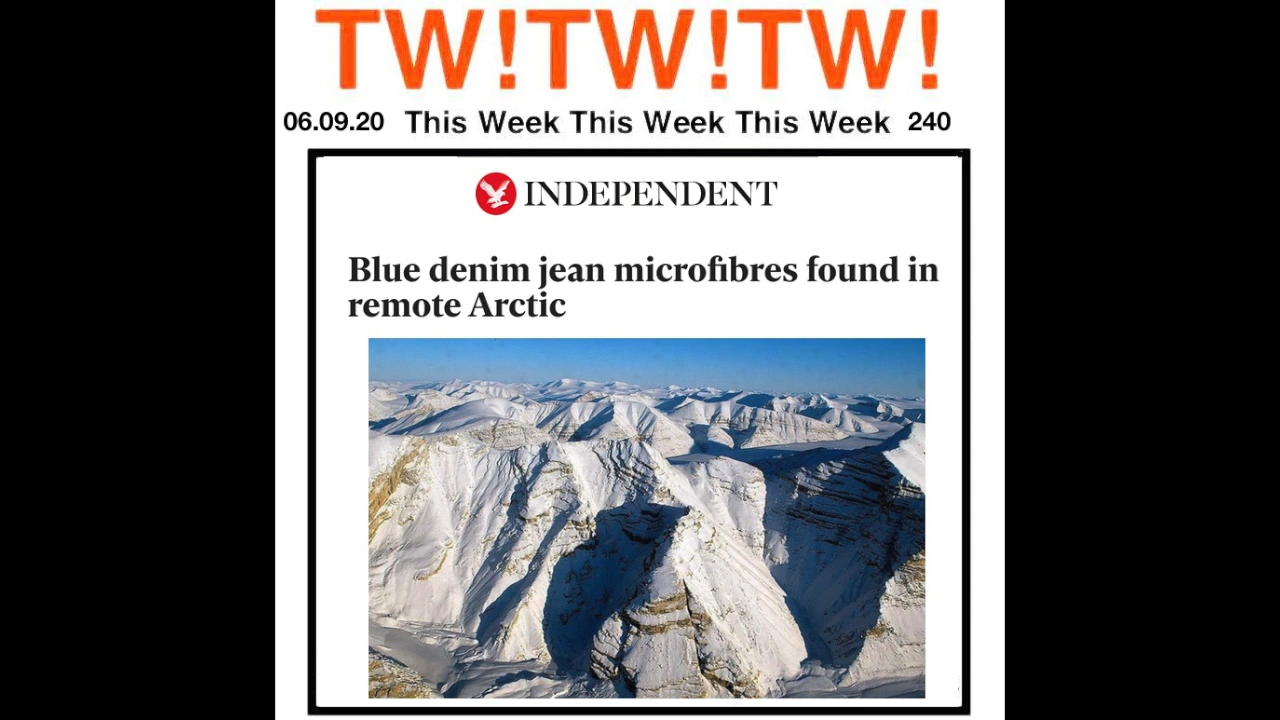 TW!TW!TW!
06.09.20 This Week This Week This Week 240
INDEPENDENT
Blue denim jean microfibres found in
remote Arctic